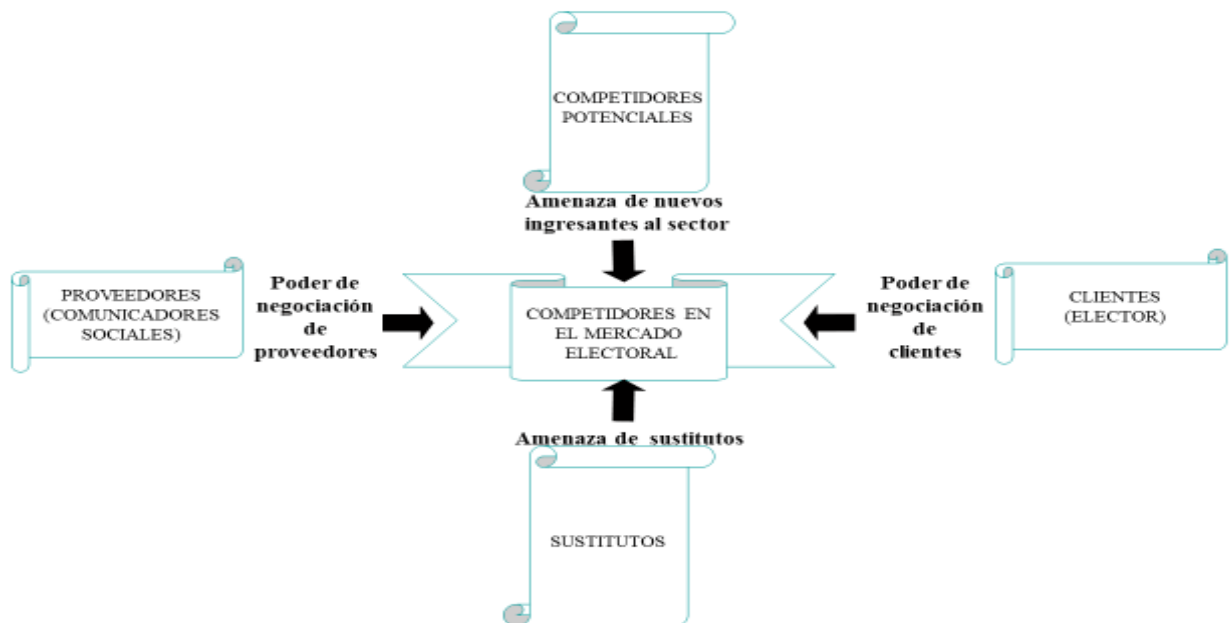 COMPETIDORES
POTENCIALES
Amenaza de nuevos
ingresantes al sector
PROVEEDORES
(COMUNICADORES
SOCIALES)
Poder de
negociación
de
proveedores
COMPETIDORES EN
EL MERCADO
ELECTORAL
Poder de
negociación
de
clientes
CLIENTES
(ELECTOR)
Amenaza de sustitutos
SUSTITUTOS